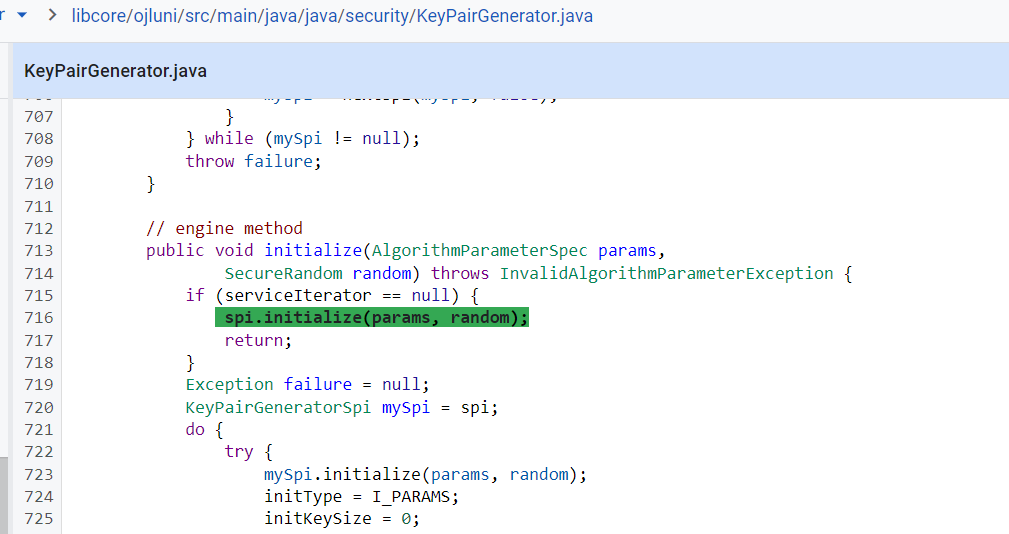 r > libcore/ojluni/src/main/java/java/security/KeyPairGenerator.java
KeyPairGenerator.java
707 }
708 } while (mySpi != null);
709 throw failure;
710 }
711
712 // engine method
713 public void initialize(AlgorithmParameterSpec params,
714 SecureRandom random) throws InvalidAlgorithmParameterException {
715 if (serviceIterator == null) {
716 spi.initialize(params, random);
717 return;
718 }
719 Exception failure = null;
720 KeyPairGeneratorSpi mySpi = spi;
721 do {
722 try {
723 mySpi.initialize(params, random);
724 initType = I_PARAMS;
725 initKeySize = 0;